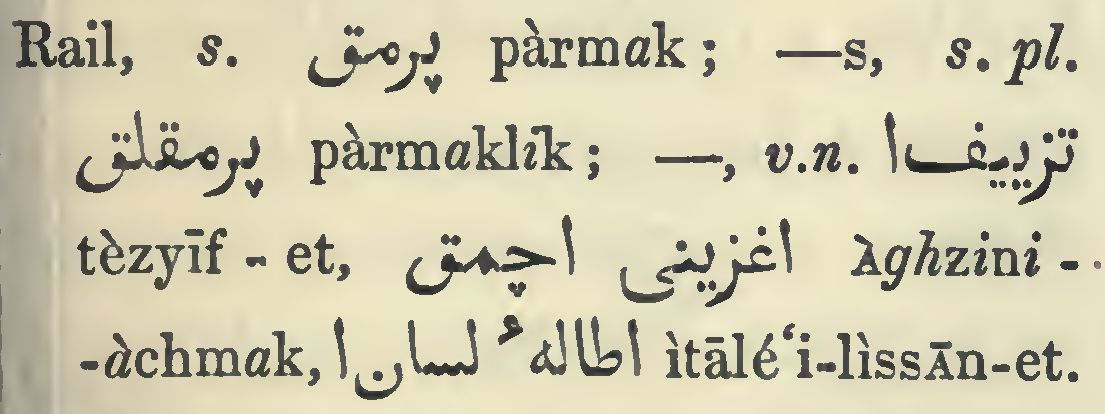 Rail, s. پرمق pàrmak; —s, s. pl.
پرمقلق pàrmaklik; —, v.n. تزییف ا
tèzyīf - et, اغزینی اچمق Àghzini -
-àchmak, اطالهٔ لسان ا ìtālé‘i-lìssĀn-et.